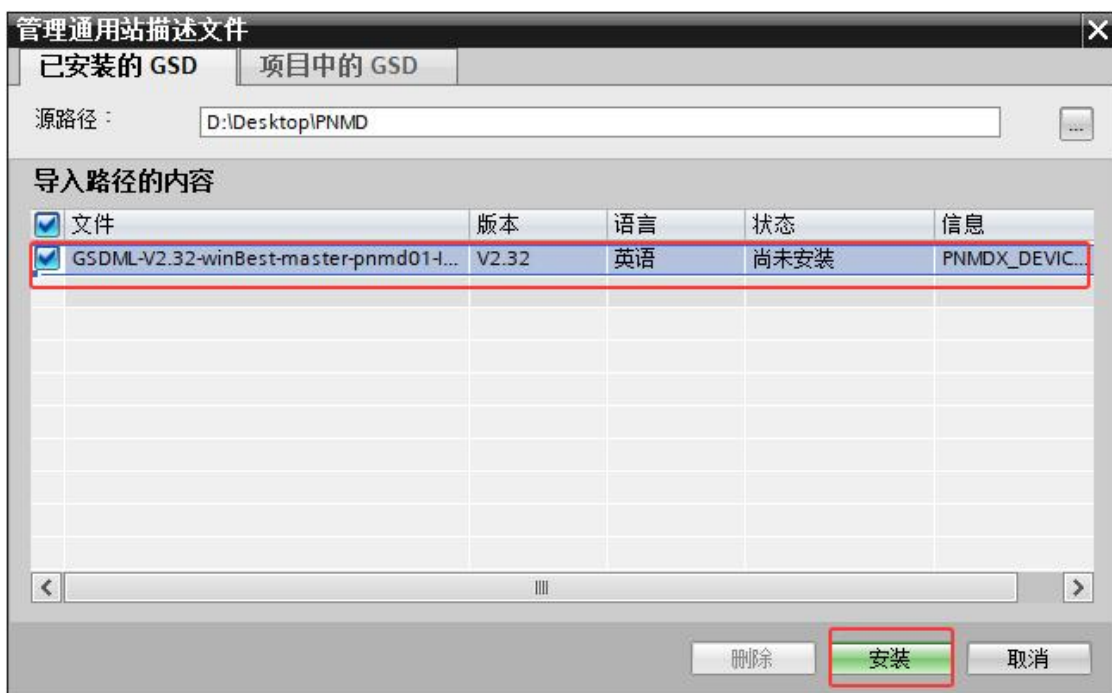 管理通用站描述文件
已安装的 GSD 项目中的 GSD
源路径： D:\Desktop\PNMD ...
导入路径的内容
文件 版本 语言 状态 信息
GSDML-V2.32-winBest-master-pnmd01-I... V2.32 英语 尚未安装 PNMDX_DEVIC...
删除 安装 取消